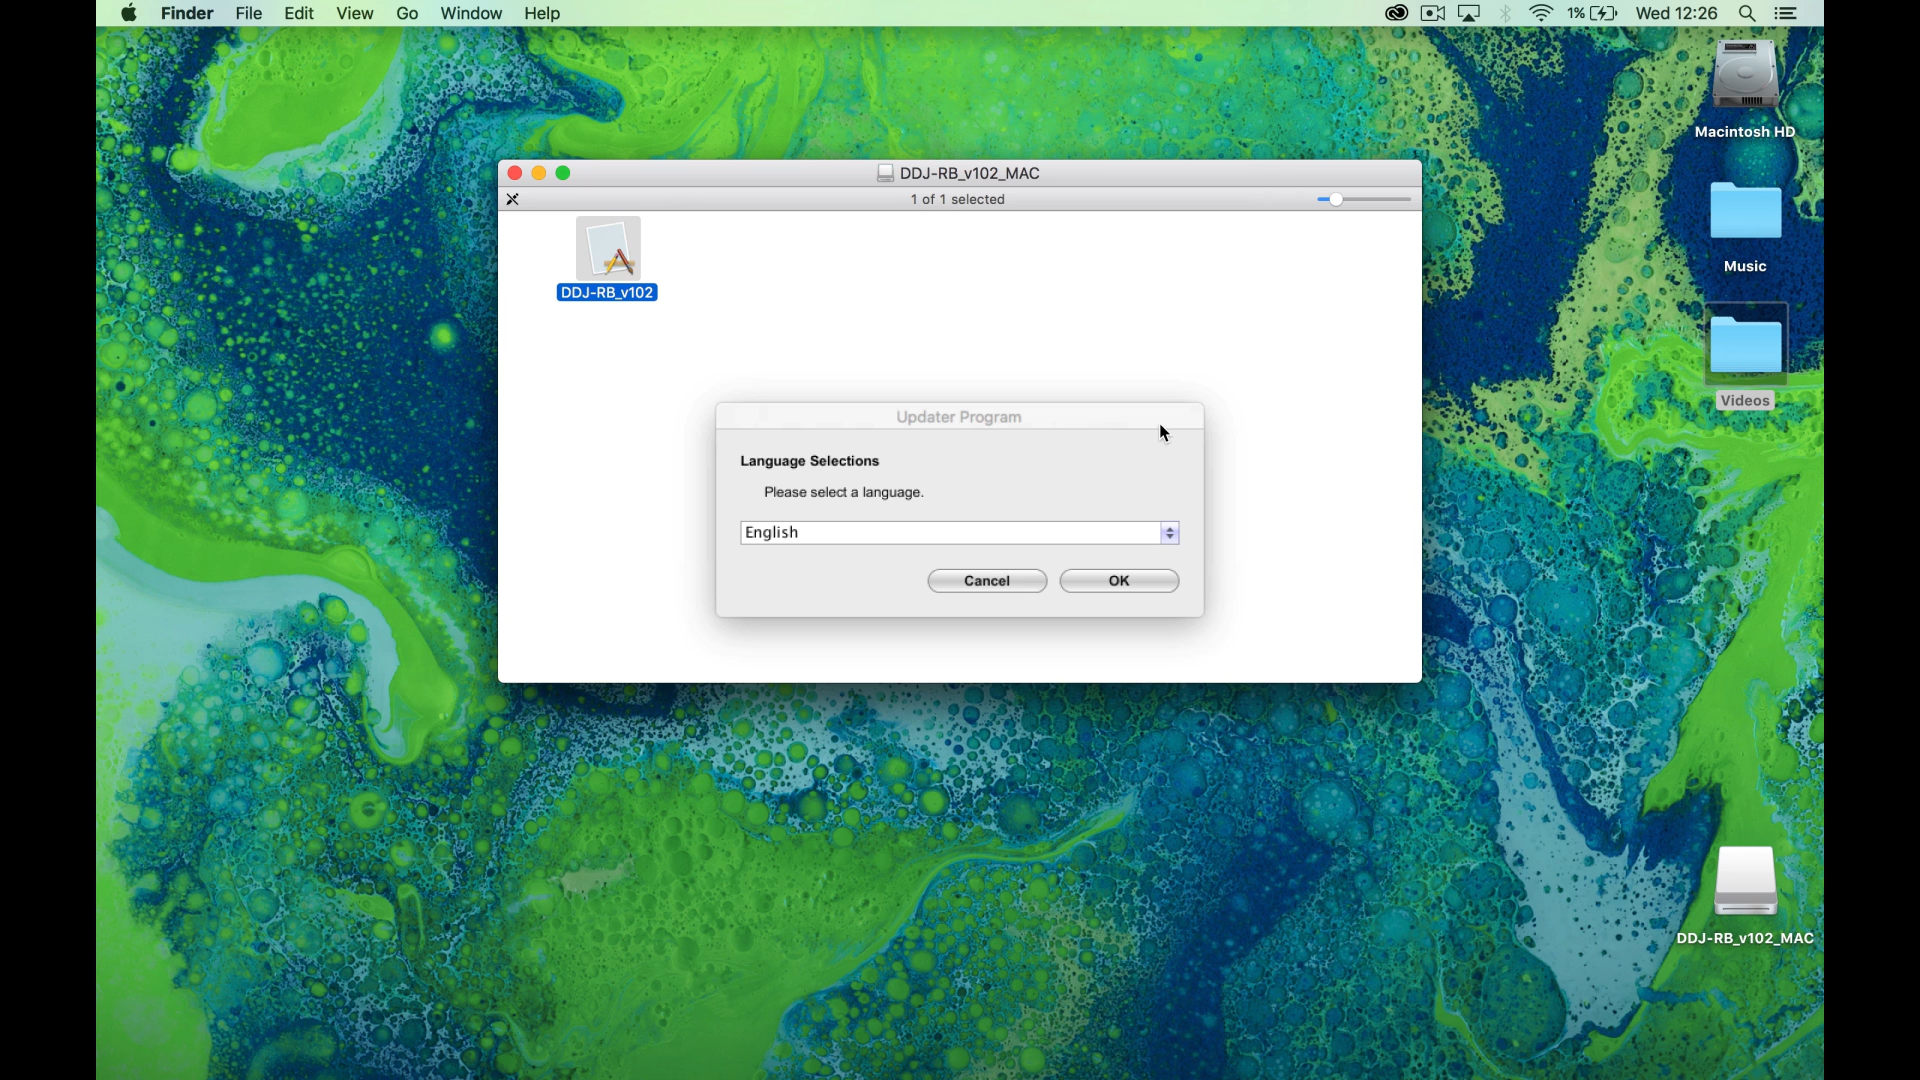 Finder File Edit View Go Window Help 1% Wed 12:26
Macintosh HD
DDJ-RB_v102_MAC
1 of 1 selected
DDJ-RB_v102
Music
Videos
Updater Program
Language Selections
Please select a language.
English
Cancel OK
DDJ-RB_v102_MAC